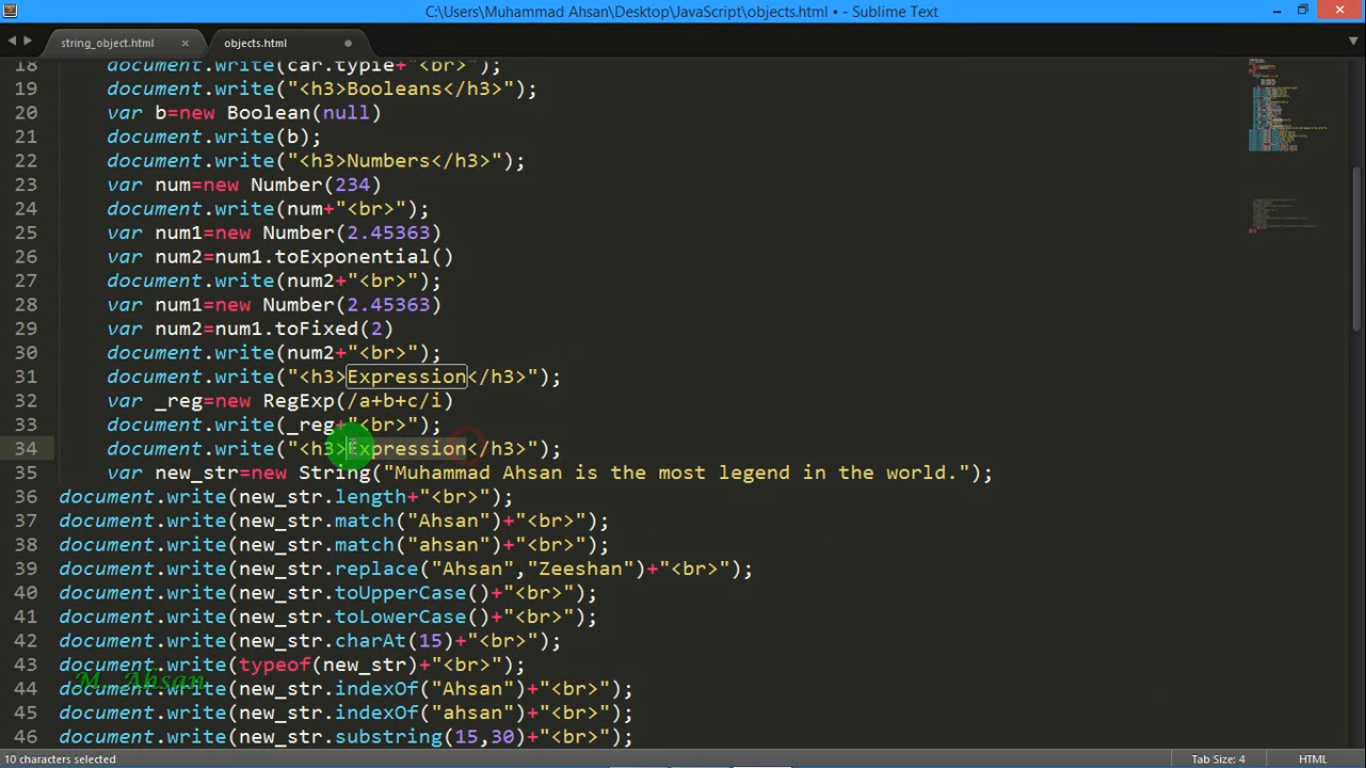 C:\Users\Muhammad Ahsan\Desktop\JavaScript\objects.html • - Sublime Text
string_object.html × objects.html
18 document.write(car.typie+"<br>");
19 document.write("<h3>Booleans</h3>");
20 var b=new Boolean(null)
21 document.write(b);
22 document.write("<h3>Numbers</h3>");
23 var num=new Number(234)
24 document.write(num+"<br>");
25 var num1=new Number(2.45363)
26 var num2=num1.toExponential()
27 document.write(num2+"<br>");
28 var num1=new Number(2.45363)
29 var num2=num1.toFixed(2)
30 document.write(num2+"<br>");
31 document.write("<h3>Expression</h3>");
32 var _reg=new RegExp(/a+b+c/i)
33 document.write(_reg+"<br>");
34 document.write("<h3>Expression</h3>");
35 var new_str=new String("Muhammad Ahsan is the most legend in the world.");
36 document.write(new_str.length+"<br>");
37 document.write(new_str.match("Ahsan")+"<br>");
38 document.write(new_str.match("ahsan")+"<br>");
39 document.write(new_str.replace("Ahsan","Zeeshan")+"<br>");
40 document.write(new_str.toUpperCase()+"<br>");
41 document.write(new_str.toLowerCase()+"<br>");
42 document.write(new_str.charAt(15)+"<br>");
43 document.write(typeof(new_str)+"<br>");
M. Ahsan
44 document.write(new_str.indexOf("Ahsan")+"<br>");
45 document.write(new_str.indexOf("ahsan")+"<br>");
46 document.write(new_str.substring(15,30)+"<br>");
10 characters selected Tab Size: 4 HTML